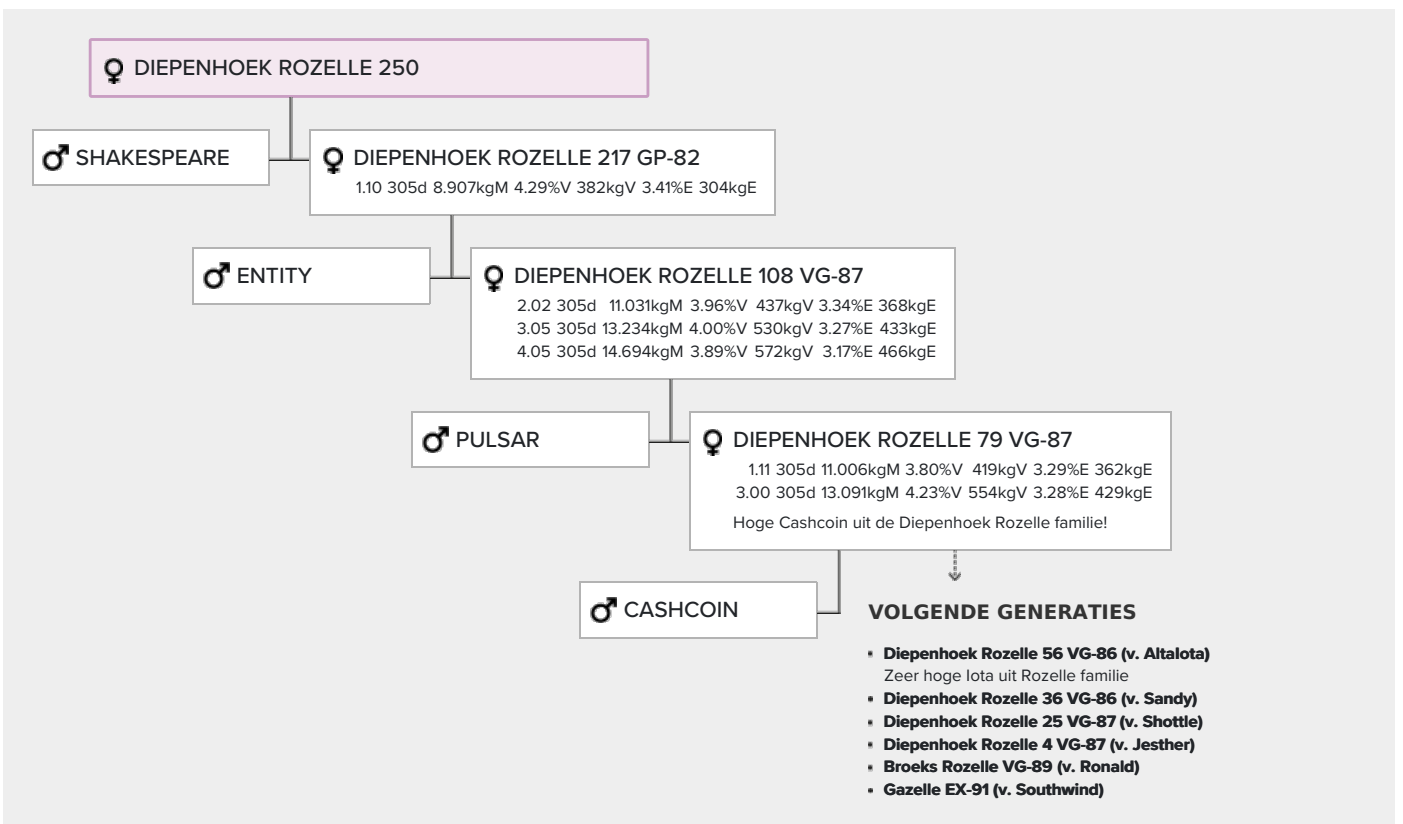 DIEPENHOEK ROZELLE 250
SHAKESPEARE
DIEPENHOEK ROZELLE 217 GP-82
1.10 305d 8.907kgM 4.29%V 382kgV 3.41%E 304kgE
ENTITY
DIEPENHOEK ROZELLE 108 VG-87
2.02 305d 11.031kgM 3.96%V 437kgV 3.34%E 368kgE
3.05 305d 13.234kgM 4.00%V 530kgV 3.27%E 433kgE
4.05 305d 14.694kgM 3.89%V 572kgV 3.17%E 466kgE
PULSAR
DIEPENHOEK ROZELLE 79 VG-87
1.11 305d 11.006kgM 3.80%V 419kgV 3.29%E 362kgE
3.00 305d 13.091kgM 4.23%V 554kgV 3.28%E 429kgE
Hoge Cashcoin uit de Diepenhoek Rozelle familie!
CASHCOIN
VOLGENDE GENERATIES
Diepenhoek Rozelle 56 VG-86 (v. Altalota)
Zeer hoge Iota uit Rozelle familie
Diepenhoek Rozelle 36 VG-86 (v. Sandy)
Diepenhoek Rozelle 25 VG-87 (v. Shottle)
Diepenhoek Rozelle 4 VG-87 (v. Jesther)
Broeks Rozelle VG-89 (v. Ronald)
Gazelle EX-91 (v. Southwind)